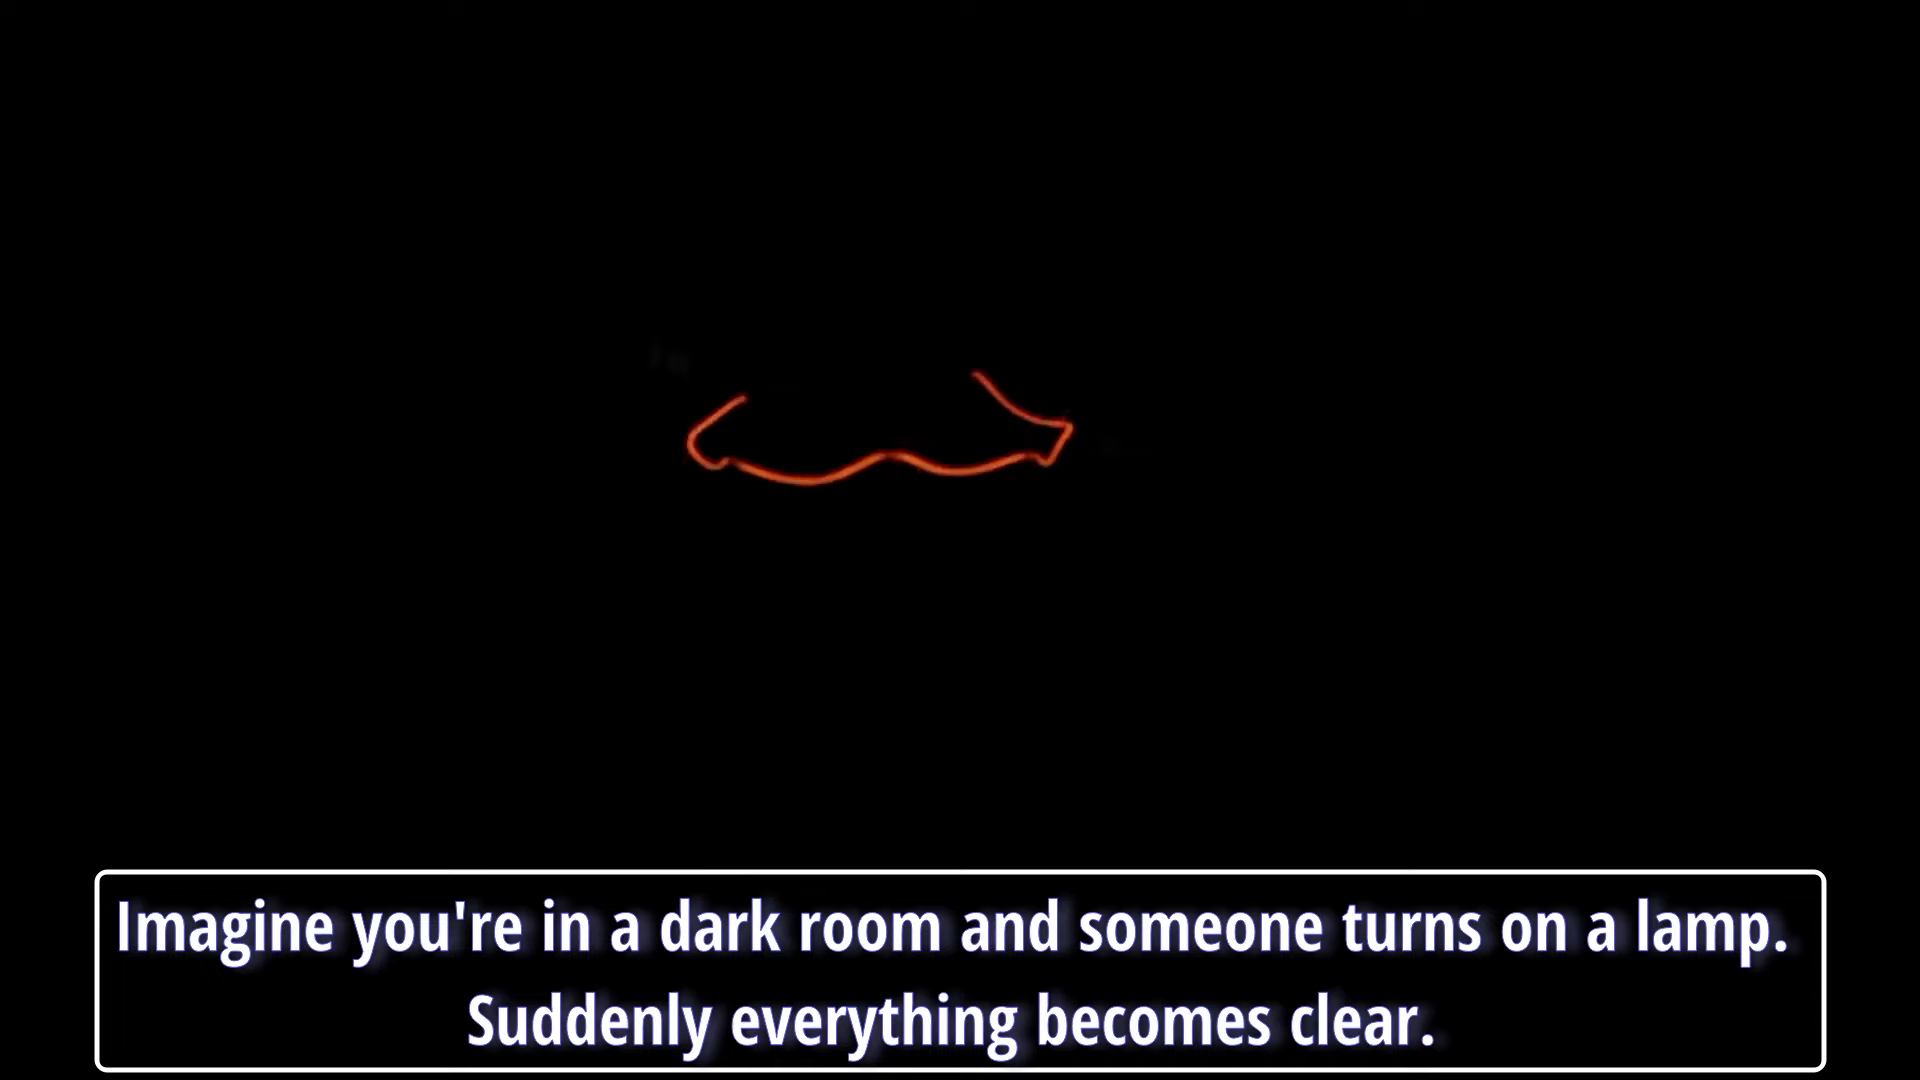 Imagine you're in a dark room and someone turns on a lamp.
Suddenly everything becomes clear.